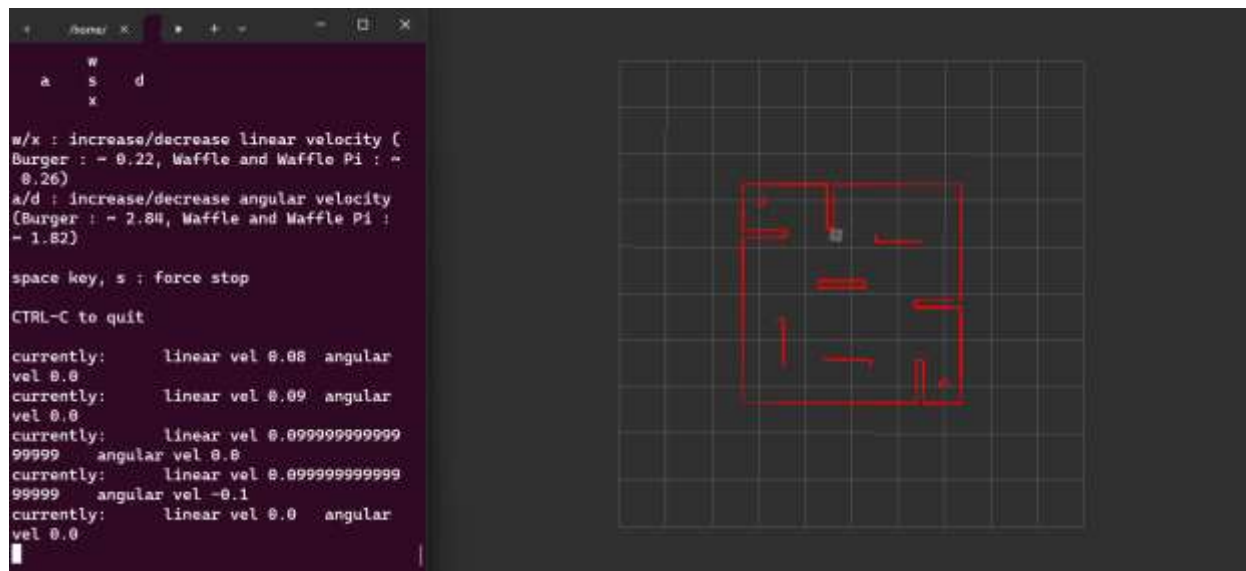 /home/
w
a s d
x
w/x : increase/decrease linear velocity (
Burger : ~ 0.22, Waffle and Waffle Pi : ~
0.26)
a/d : increase/decrease angular velocity
(Burger : ~ 2.84, Waffle and Waffle Pi :
~ 1.82)
space key, s : force stop
CTRL-C to quit
currently: linear vel 0.08 angular
vel 0.0
currently: linear vel 0.09 angular
vel 0.0
currently: linear vel 0.099999999999
99999 angular vel 0.0
currently: linear vel 0.099999999999
99999 angular vel -0.1
currently: linear vel 0.0 angular
vel 0.0